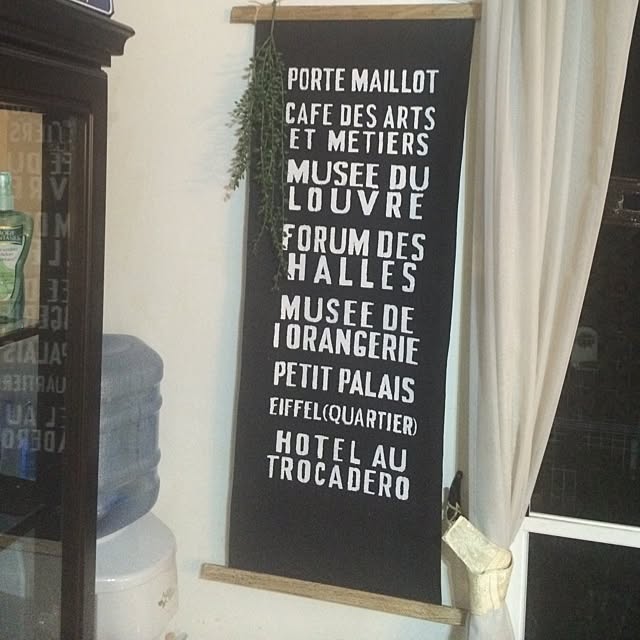 PORTE MAILLOT
CAFE DES ARTS
ET METIERS
MUSEE DU
LOUVRE
FORUM DES
HALLES
MUSEE DE
lORANGERIE
PETIT PALAIS
EIFFEL(QUARTIER)
HOTEL AU
TROCADERO